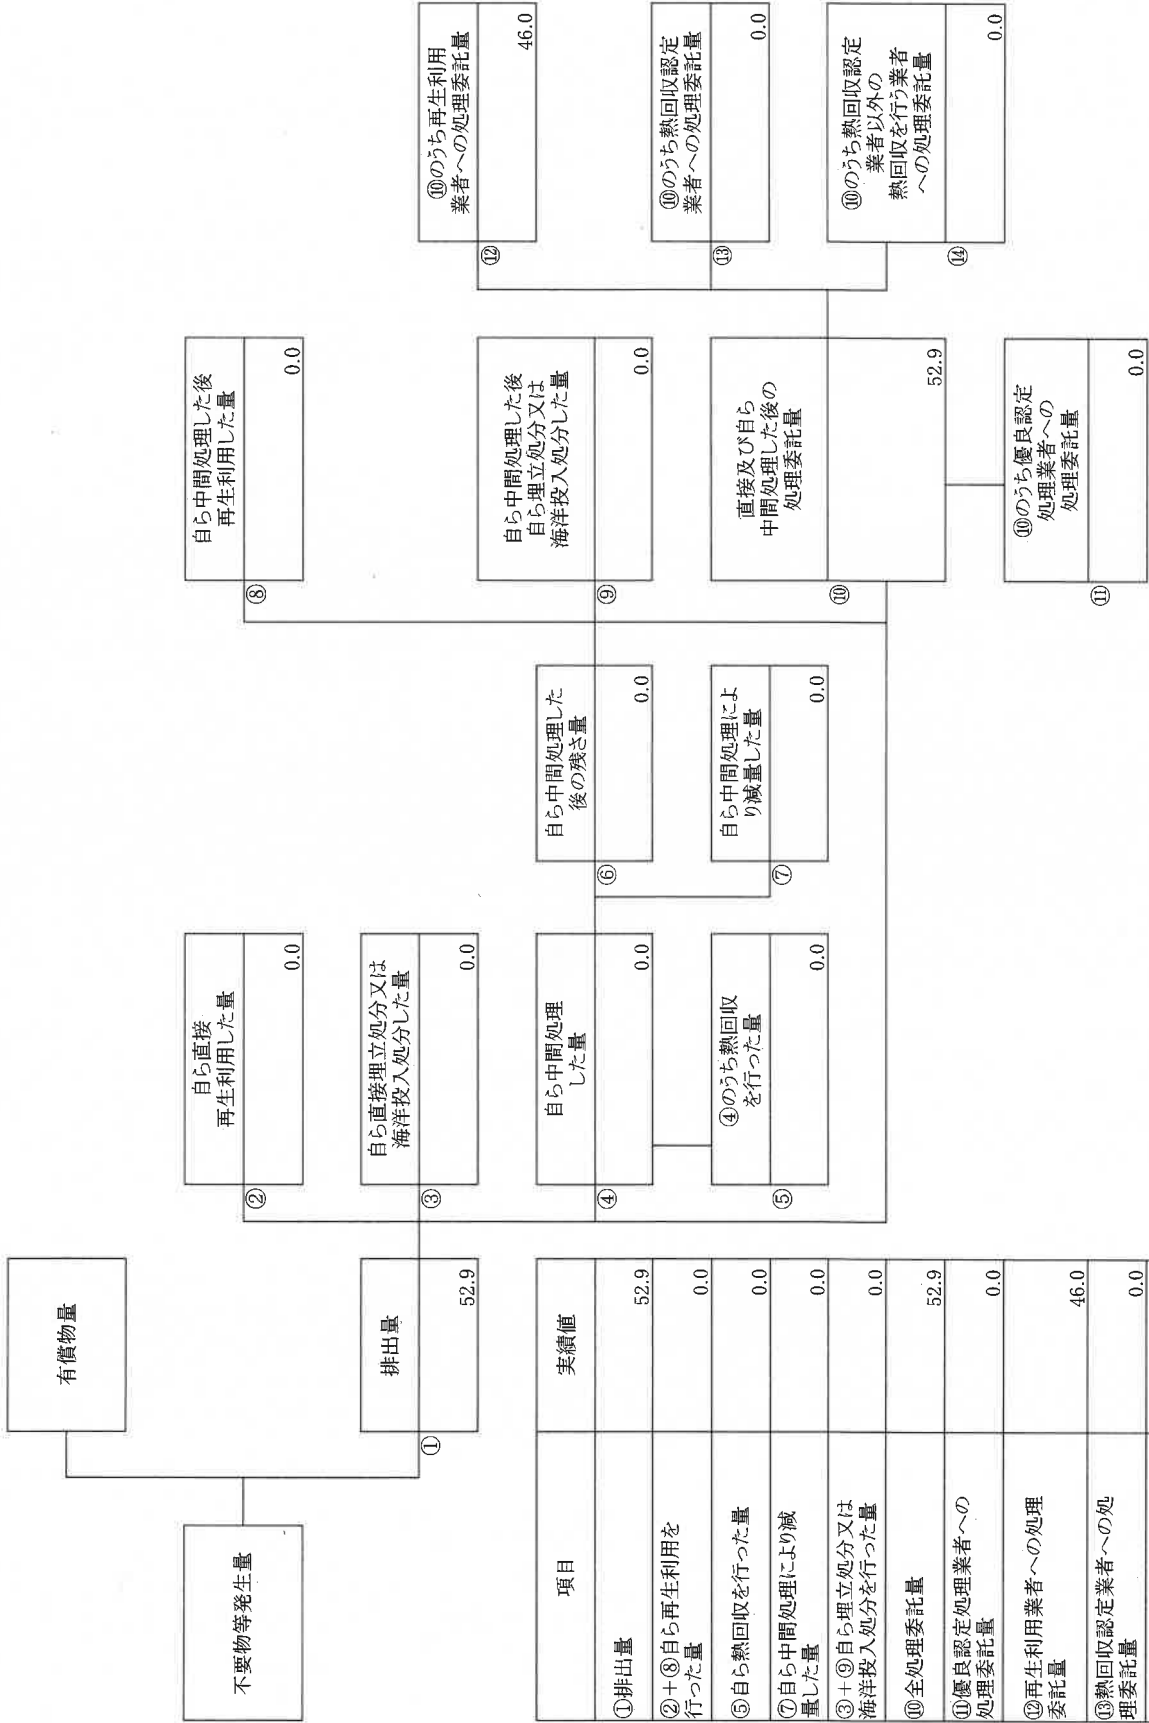 不要物等発生量
有償物量
①
排出量
52.9
②
自ら直接
再生利用した量
0.0
③
自ら直接埋立処分又は
海洋投入処分した量
0.0
④
自ら中間処理
した量
0.0
⑤
④のうち熱回収
を行った量
0.0
⑥
自ら中間処理した
後の残さ量
0.0
⑦
自ら中間処理によ
り減量した量
0.0
⑧
自ら中間処理した後
再生利用した量
0.0
⑨
自ら中間処理した後
自ら埋立処分又は
海洋投入処分した量
0.0
⑩
直接及び自ら
中間処理した後の
処理委託量
52.9
⑪
⑩のうち優良認定
処理業者への
処理委託量
0.0
⑫
⑩のうち再生利用
業者への処理委託量
46.0
⑬
⑩のうち熱回収認定
業者への処理委託量
0.0
⑭
⑩のうち熱回収認定
業者以外の
熱回収を行う業者
への処理委託量
0.0
項目 実績値
①排出量 52.9
②+⑧自ら再生利用を
行った量 0.0
⑤自ら熱回収を行った量 0.0
⑦自ら中間処理により減
量した量 0.0
③+⑨自ら埋立処分又は
海洋投入処分を行った量 0.0
⑩全処理委託量 52.9
⑪優良認定処理業者への
処理委託量 0.0
⑫再生利用業者への処理
委託量 46.0
⑬熱回収認定業者への処
理委託量 0.0